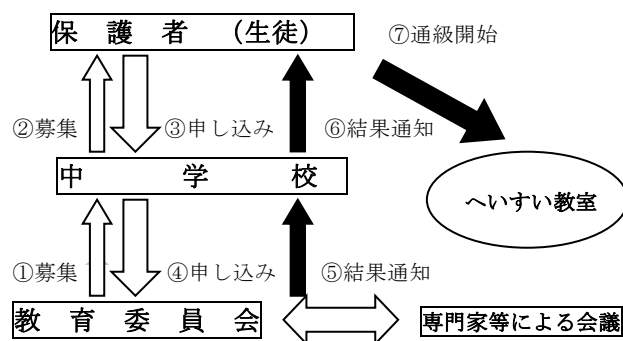 保 護 者 (生徒)
⑦通級開始
②募集
③申し込み
⑥結果通知
中 学 校
へいすい教室
①募集
④申し込み
⑤結果通知
教 育 委 員 会
専門家等による会議